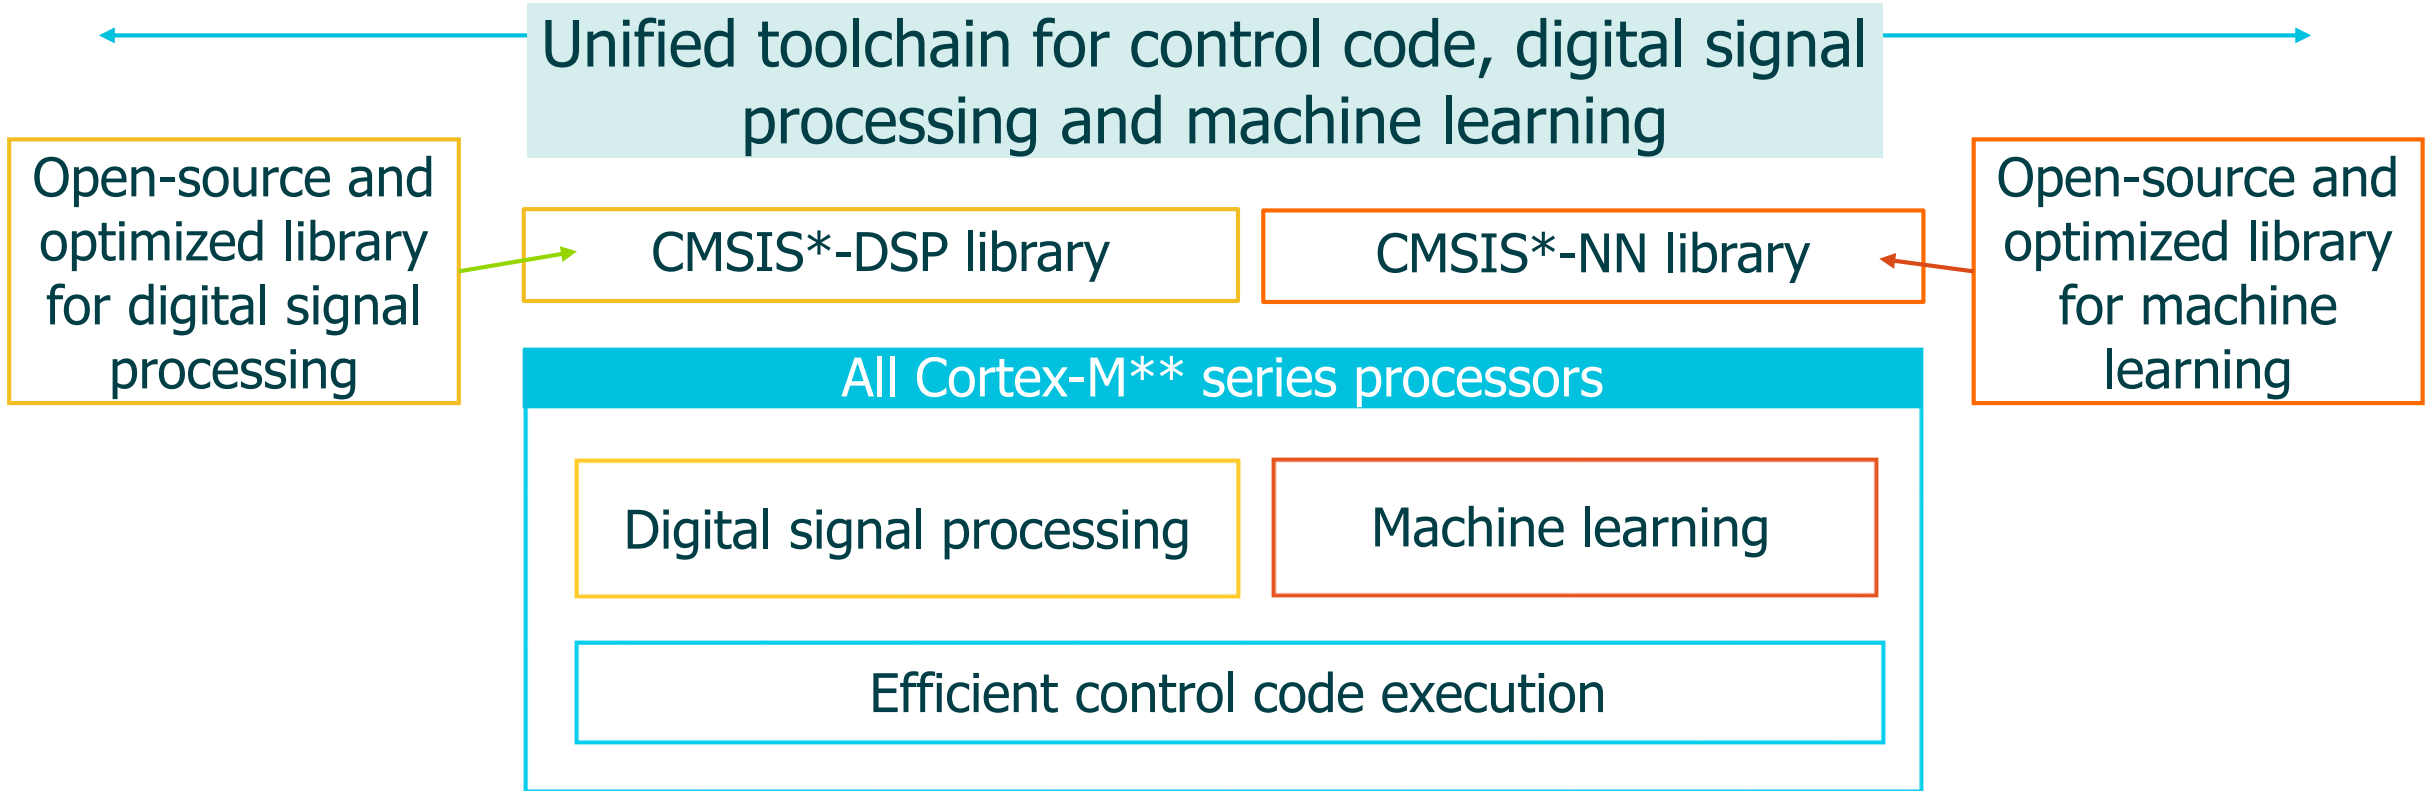 Unified toolchain for control code, digital signal
processing and machine learning
Open-source and
optimized library
for digital signal
processing
CMSIS*-DSP library
CMSIS*-NN library
Open-source and
optimized library
for machine
learning
All Cortex-M** series processors
Digital signal processing
Machine learning
Efficient control code execution